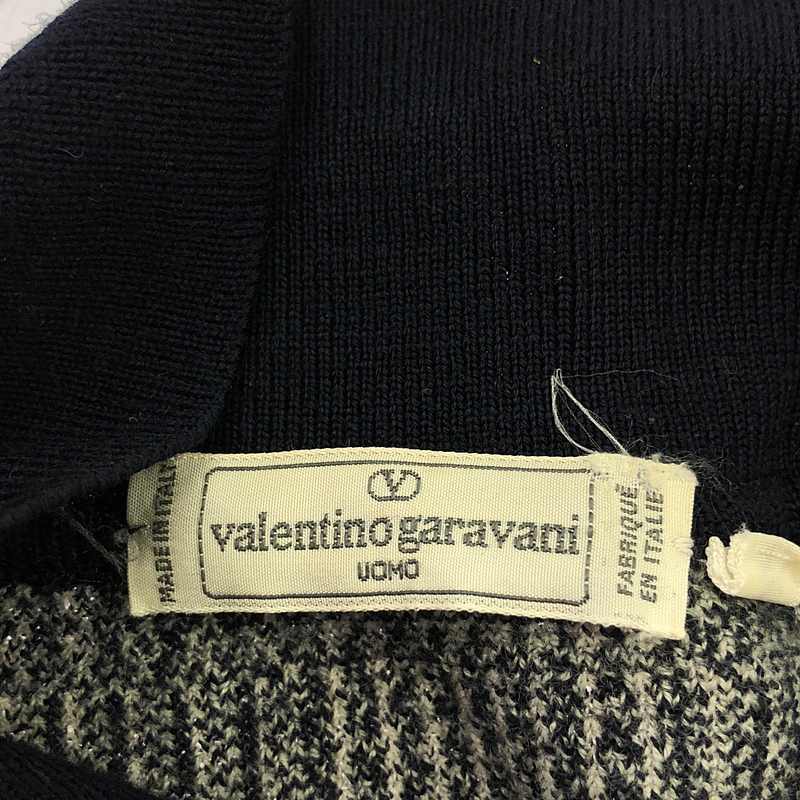 MADE IN ITALY
V
valentino garavani
UOMO
FABRIQUÉ
EN ITALIE